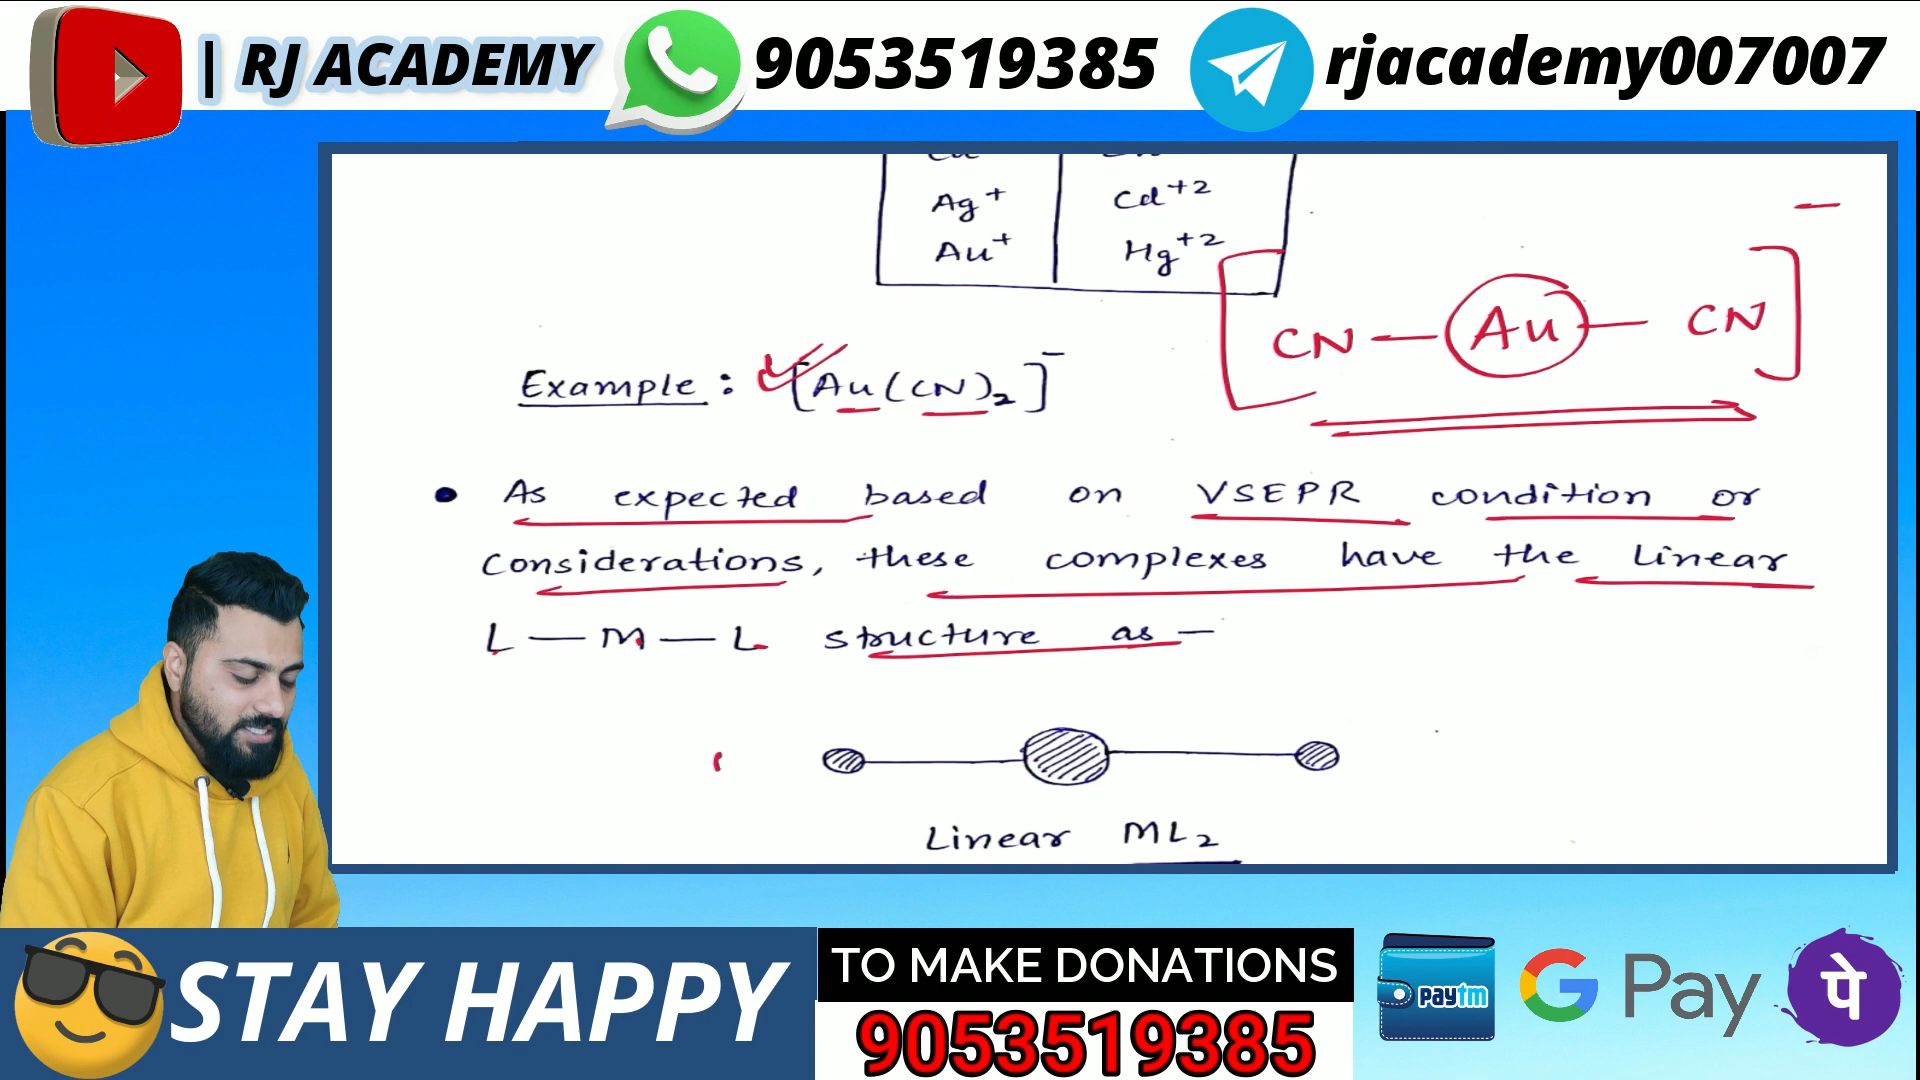 | RJ ACADEMY
9053519385
rjacademy007007
Ag+ Cd+2
Au+ Hg+2
[CN — Au — CN]−
Example : [Au(CN)2]−
• As expected based on VSEPR condition or
considerations, these complexes have the linear
L — M — L structure as —
Linear ML2
STAY HAPPY
TO MAKE DONATIONS
9053519385
paytm
G Pay
पे